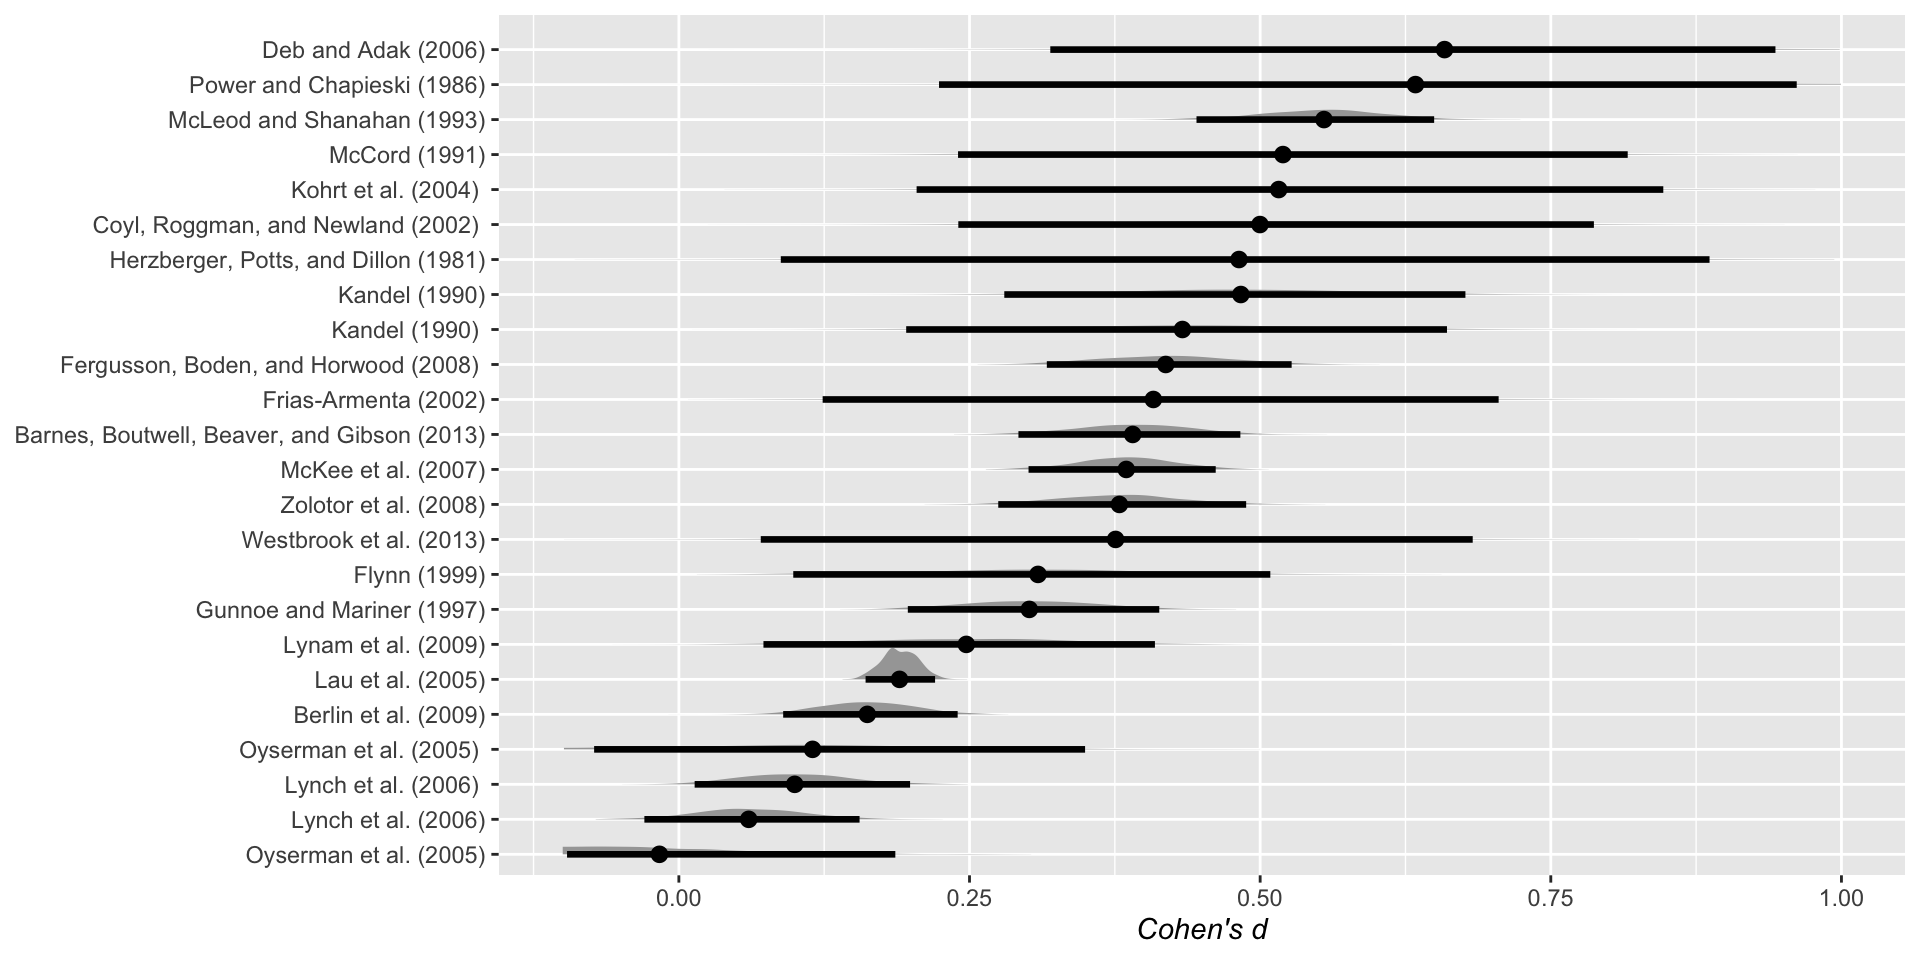 Deb and Adak (2006)
Power and Chapieski (1986)
McLeod and Shanahan (1993)
McCord (1991)
Kohrt et al. (2004)
Coyl, Roggman, and Newland (2002)
Herzberger, Potts, and Dillon (1981)
Kandel (1990)
Kandel (1990)
Fergusson, Boden, and Horwood (2008)
Frias-Armenta (2002)
Barnes, Boutwell, Beaver, and Gibson (2013)
McKee et al. (2007)
Zolotor et al. (2008)
Westbrook et al. (2013)
Flynn (1999)
Gunnoe and Mariner (1997)
Lynam et al. (2009)
Lau et al. (2005)
Berlin et al. (2009)
Oyserman et al. (2005)
Lynch et al. (2006)
Lynch et al. (2006)
Oyserman et al. (2005)
0.00 0.25 0.50 0.75 1.00
Cohen's d